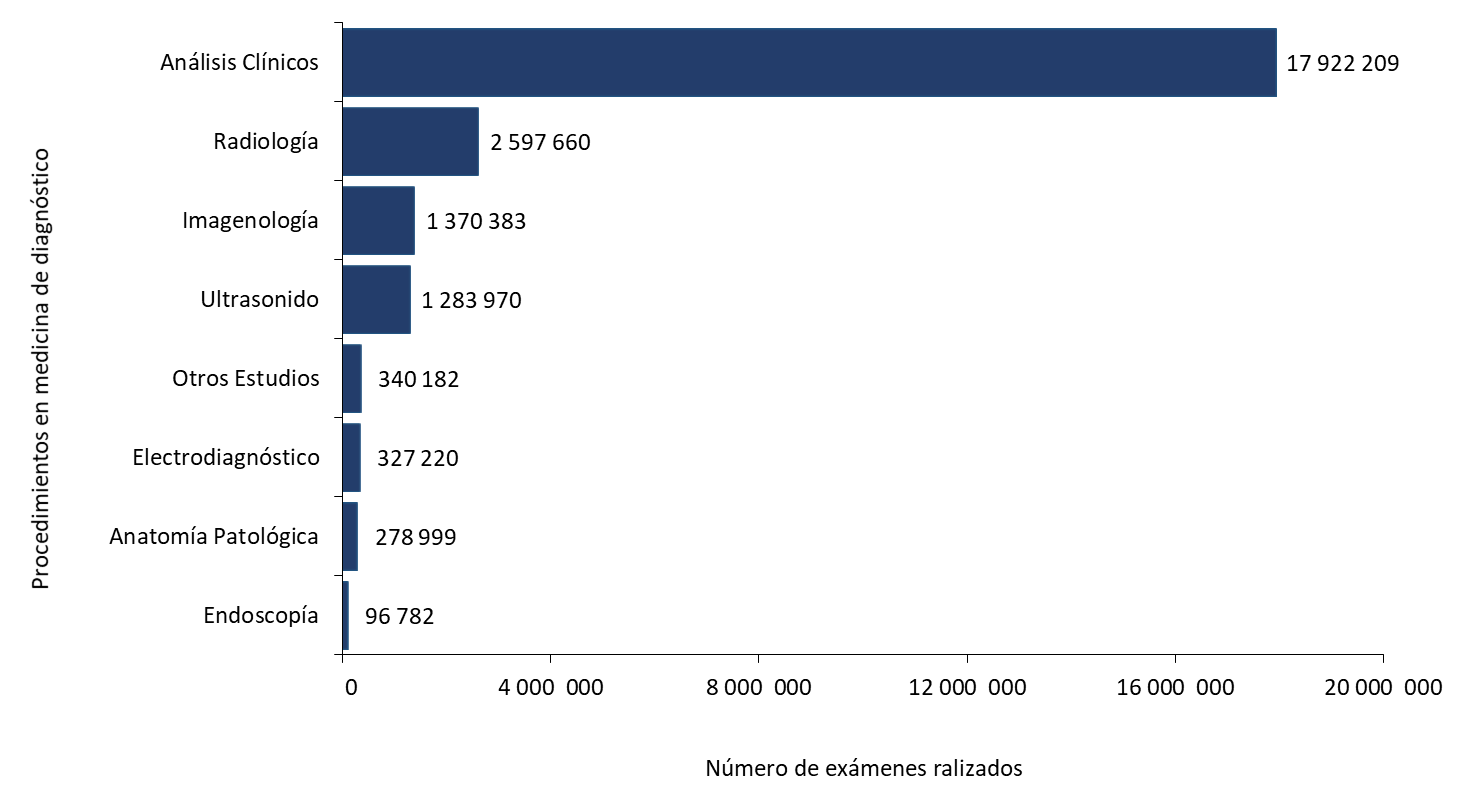 Procedimientos en medicina de diagnóstico
Análisis Clínicos 17 922 209
Radiología 2 597 660
Imagenología 1 370 383
Ultrasonido 1 283 970
Otros Estudios 340 182
Electrodiagnóstico 327 220
Anatomía Patológica 278 999
Endoscopía 96 782
0 4 000 000 8 000 000 12 000 000 16 000 000 20 000 000
Número de exámenes ralizados